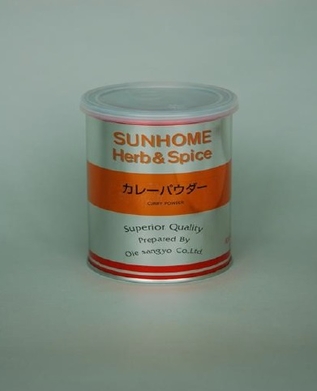 SUNHOME
Herb & Spice
カレーパウダー
CURRY POWDER
Superior Quality
Prepared By
Oie sangyo Co.,Ltd.